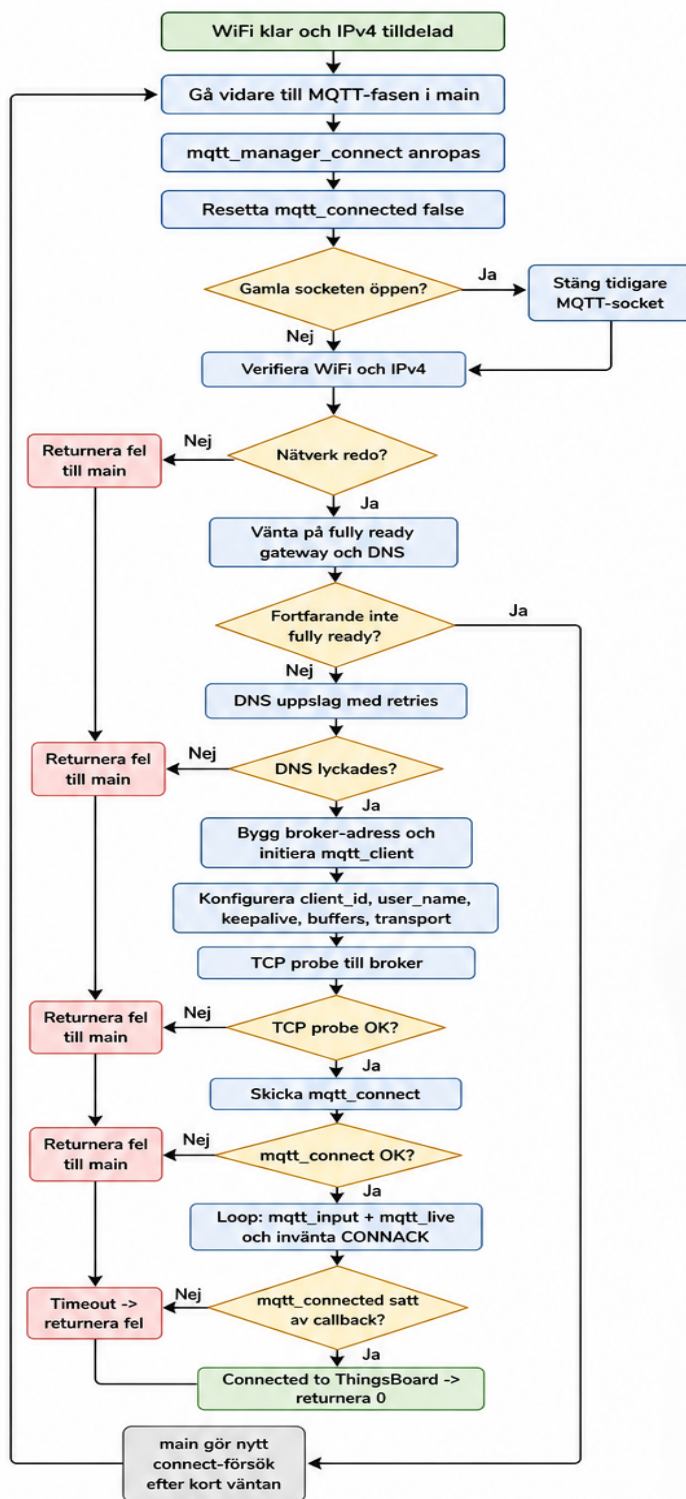 WiFi klar och IPv4 tilldelad
Gå vidare till MQTT-fasen i main
mqtt_manager_connect anropas
Resetta mqtt_connected false
Gamla socketen öppen?
Ja
Stäng tidigare
MQTT-socket
Nej
Verifiera WiFi och IPv4
Nätverk redo?
Nej
Returnera fel
till main
Ja
Vänta på fully ready
gateway och DNS
Fortfarande inte
fully ready?
Ja
Nej
DNS uppslag med retries
DNS lyckades?
Nej
Returnera fel
till main
Ja
Bygg broker-adress och
initiera mqtt_client
Konfigurera client_id, user_name,
keepalive, buffers, transport
TCP probe till broker
TCP probe OK?
Nej
Returnera fel
till main
Ja
Skicka mqtt_connect
mqtt_connect OK?
Nej
Returnera fel
till main
Ja
Loop: mqtt_input + mqtt_live
och invänta CONNACK
mqtt_connected satt
av callback?
Nej
Timeout ->
returnera fel
Ja
Connected to ThingsBoard ->
returnera 0
main gör nytt
connect-försök
efter kort väntan